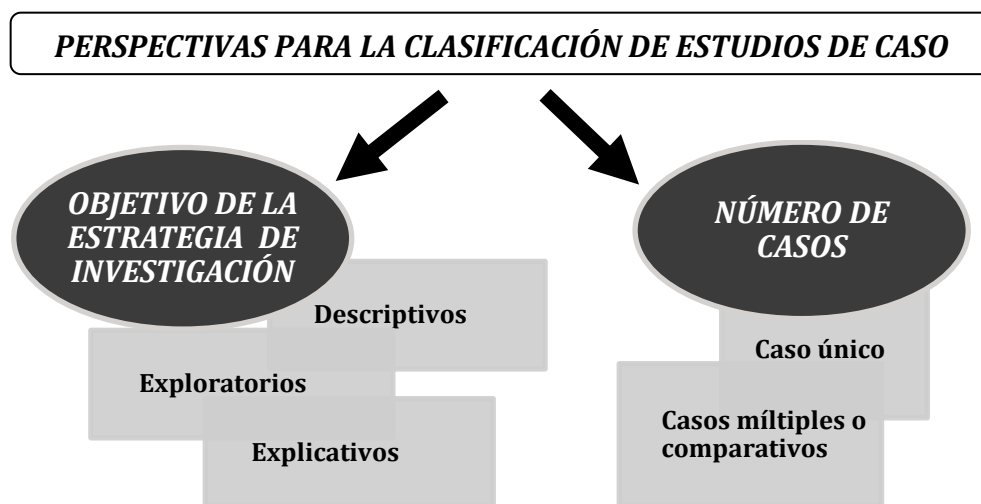 PERSPECTIVAS PARA LA CLASIFICACIÓN DE ESTUDIOS DE CASO
OBJETIVO DE LA
ESTRATEGIA DE
INVESTIGACIÓN
Descriptivos
Exploratorios
Explicativos
NÚMERO DE
CASOS
Caso único
Casos míltiples o
comparativos